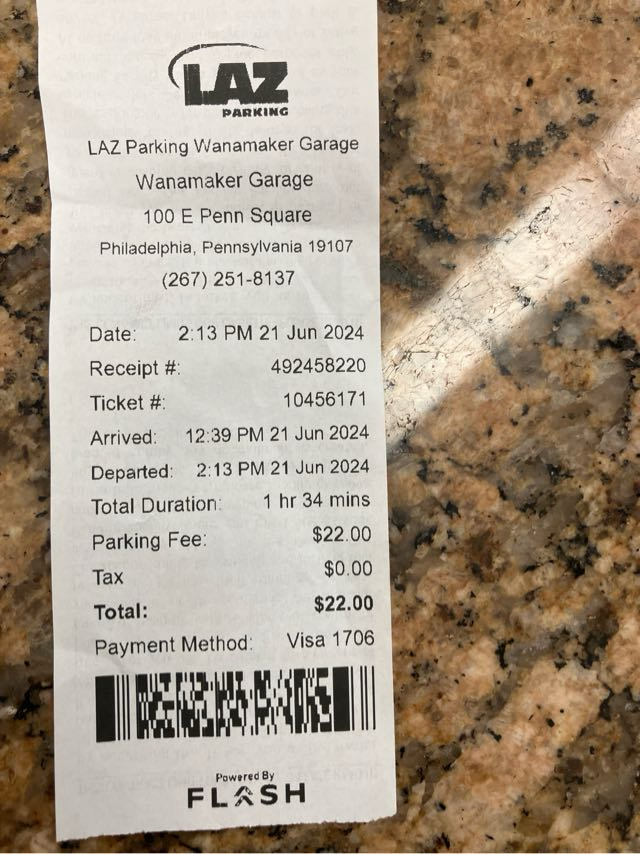 LAZ
PARKING
LAZ Parking Wanamaker Garage
Wanamaker Garage
100 E Penn Square
Philadelphia, Pennsylvania 19107
(267) 251-8137
Date: 2:13 PM 21 Jun 2024
Receipt #: 492458220
Ticket #: 10456171
Arrived: 12:39 PM 21 Jun 2024
Departed: 2:13 PM 21 Jun 2024
Total Duration: 1 hr 34 mins
Parking Fee: $22.00
Tax $0.00
Total: $22.00
Payment Method: Visa 1706
Powered By
FLASH